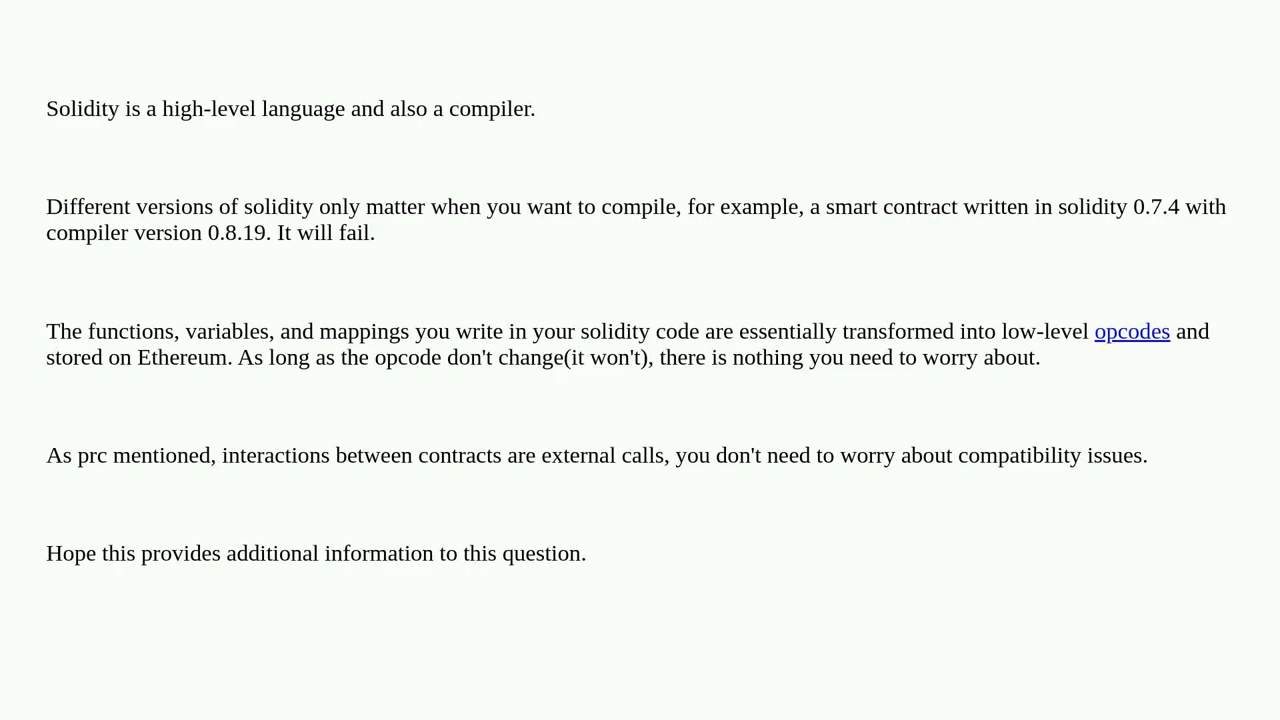 Solidity is a high-level language and also a compiler.
Different versions of solidity only matter when you want to compile, for example, a smart contract written in solidity 0.7.4 with
compiler version 0.8.19. It will fail.
The functions, variables, and mappings you write in your solidity code are essentially transformed into low-level opcodes and
stored on Ethereum. As long as the opcode don't change(it won't), there is nothing you need to worry about.
As prc mentioned, interactions between contracts are external calls, you don't need to worry about compatibility issues.
Hope this provides additional information to this question.